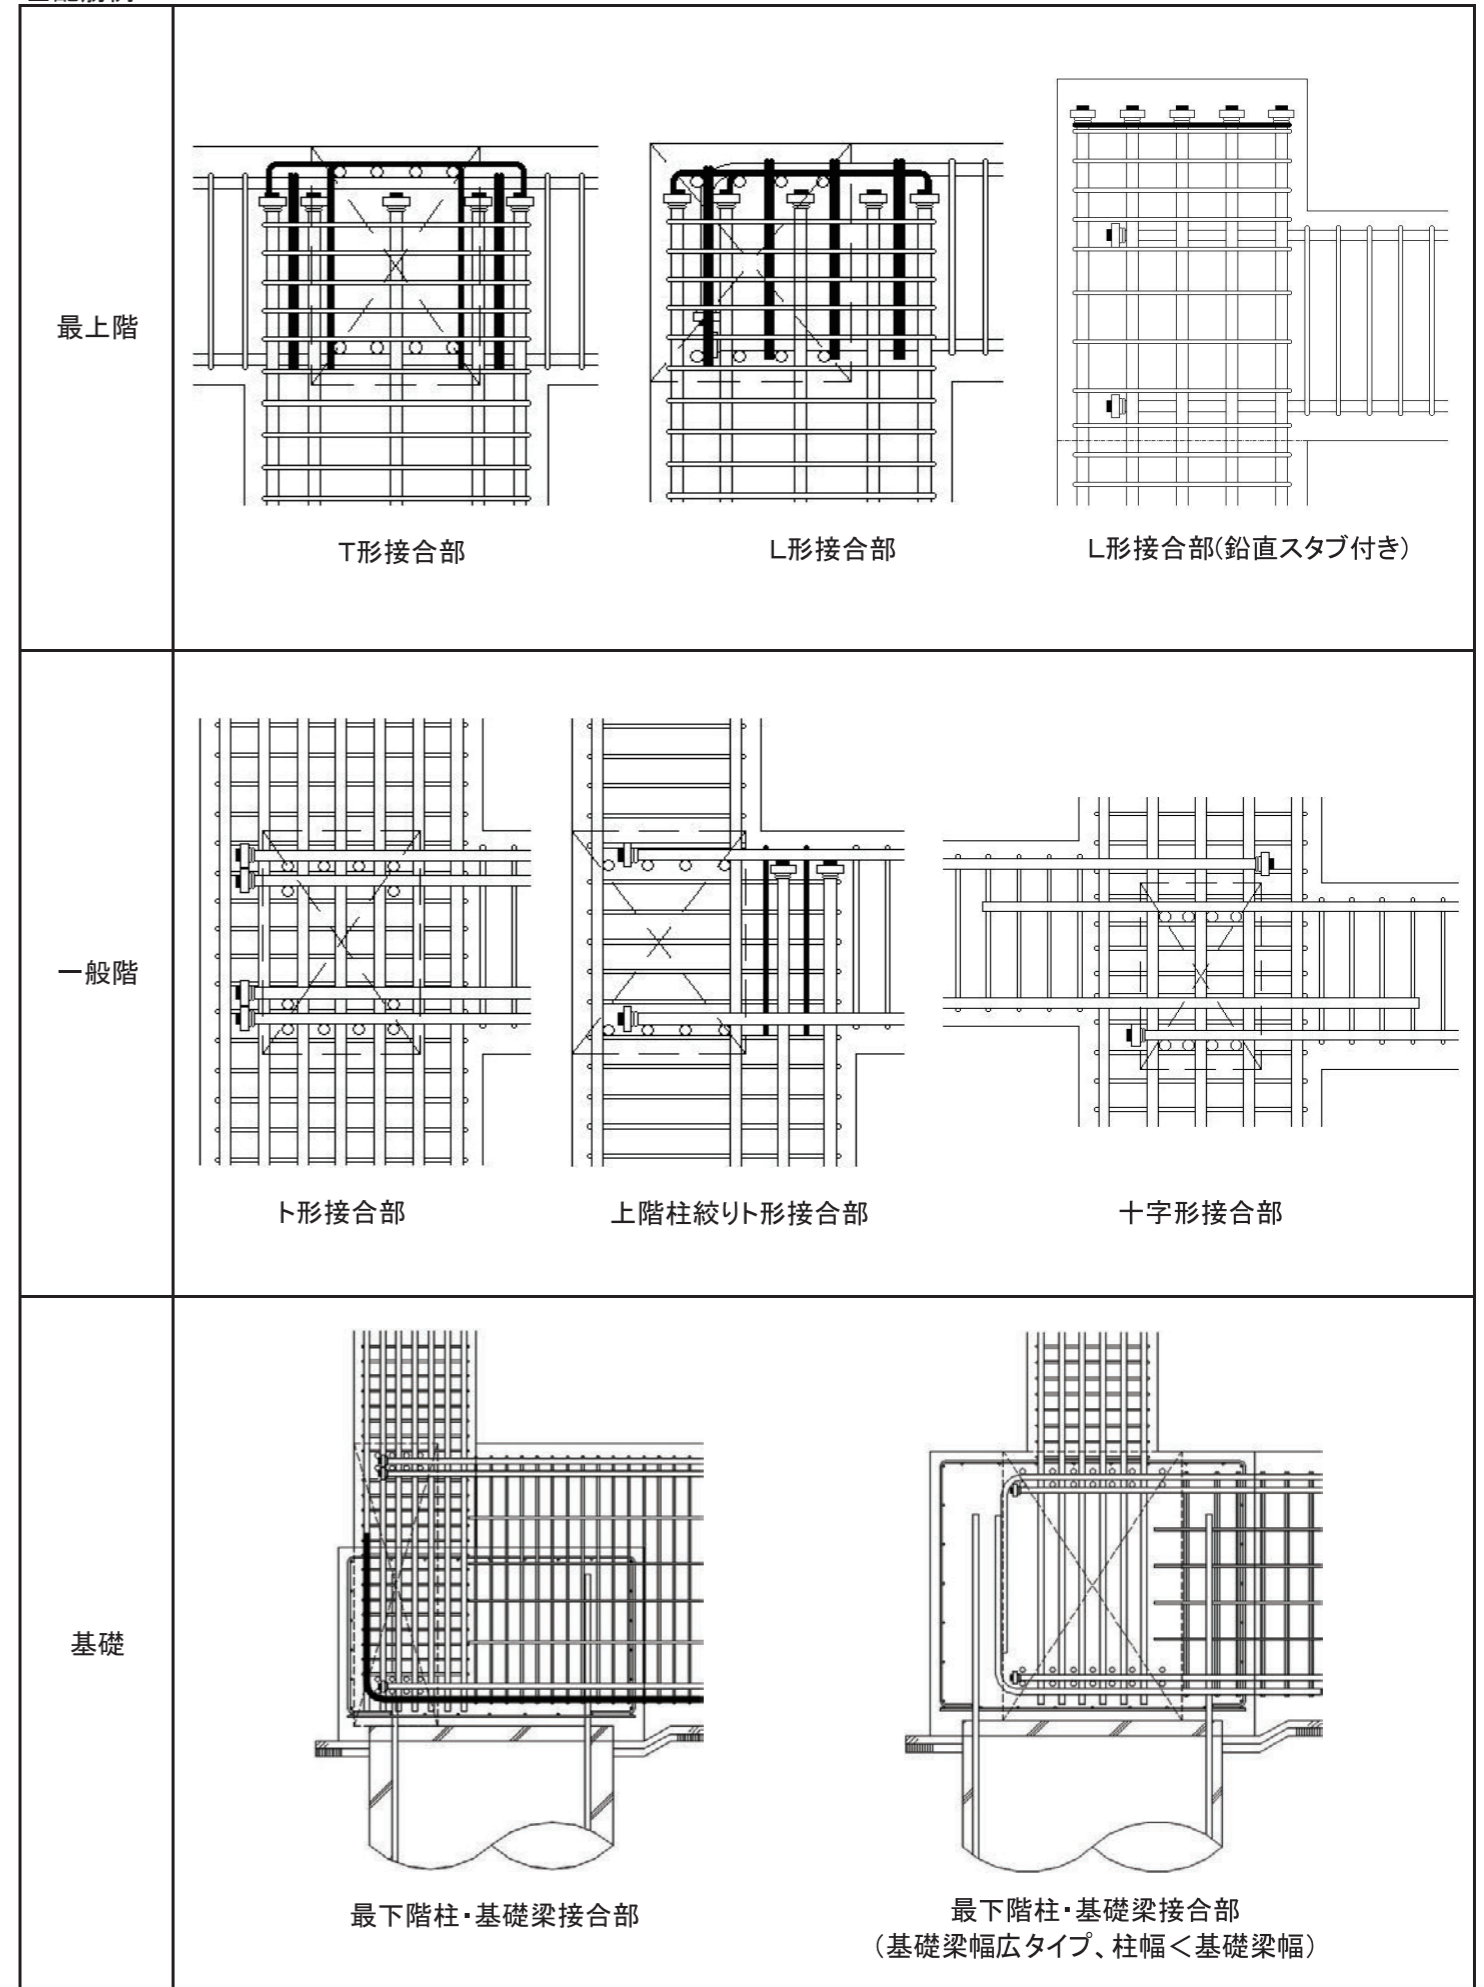 最上階
T形接合部
L形接合部
L形接合部(鉛直スタブ付き)
一般階
ト形接合部
上階柱絞りト形接合部
十字形接合部
基礎
最下階柱・基礎梁接合部
最下階柱・基礎梁接合部
(基礎梁幅広タイプ、柱幅<基礎梁幅)